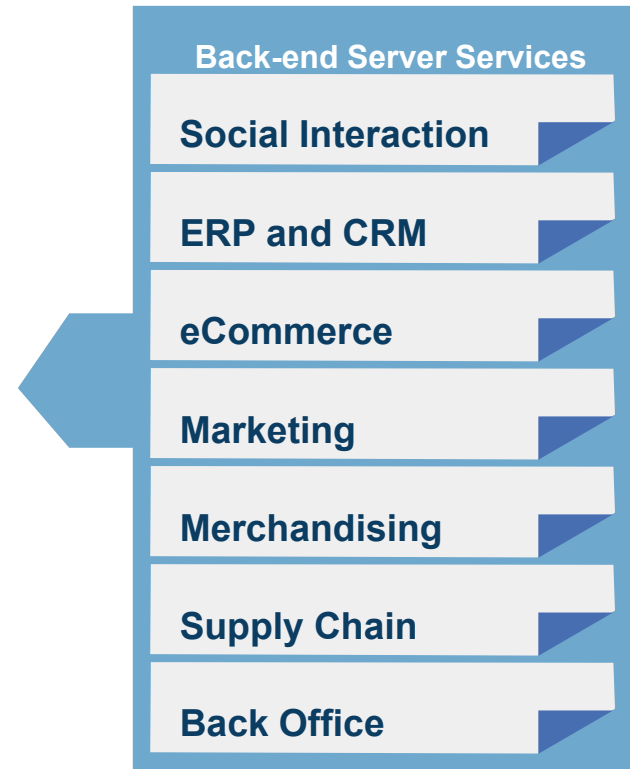 Back-end Server Services
Social Interaction
ERP and CRM
eCommerce
Marketing
Merchandising
Supply Chain
Back Office